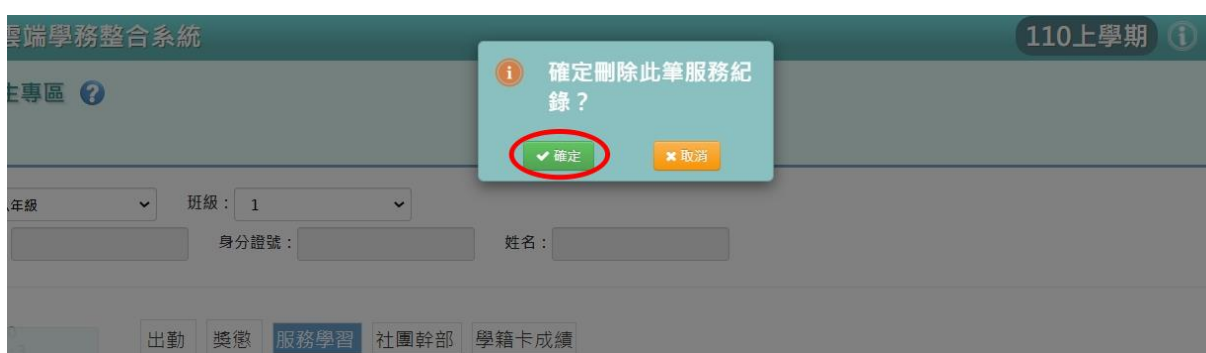 雲端學務整合系統
110上學期
主專區
確定刪除此筆服務紀
錄？
確定
取消
年級
班級：
1
身分證號：
姓名：
出勤
獎懲
服務學習
社團幹部
學籍卡成績